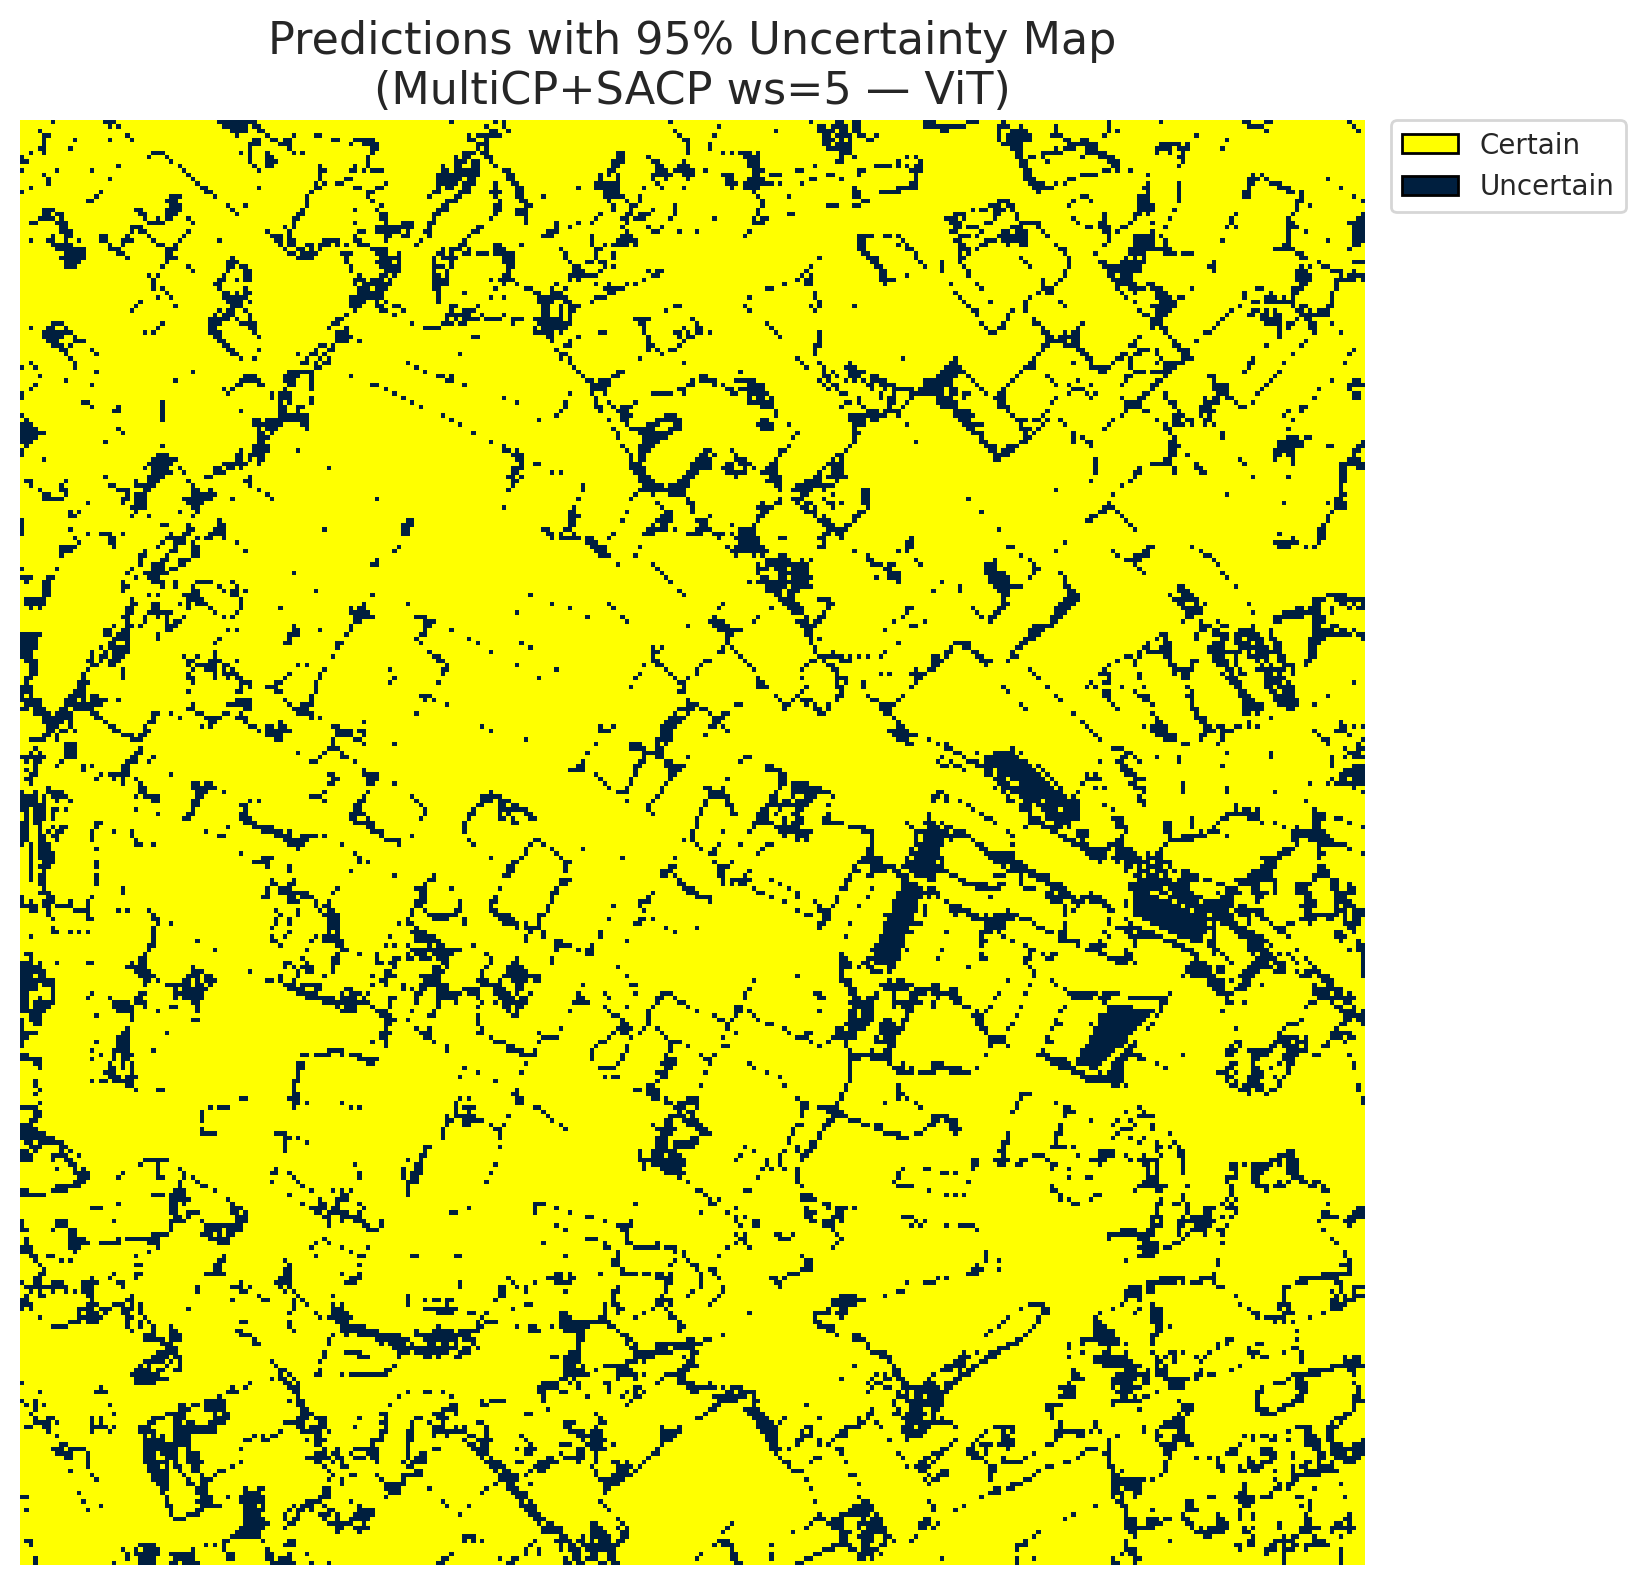 Predictions with 95% Uncertainty Map
(MultiCP+SACP ws=5 — ViT)
Certain
Uncertain